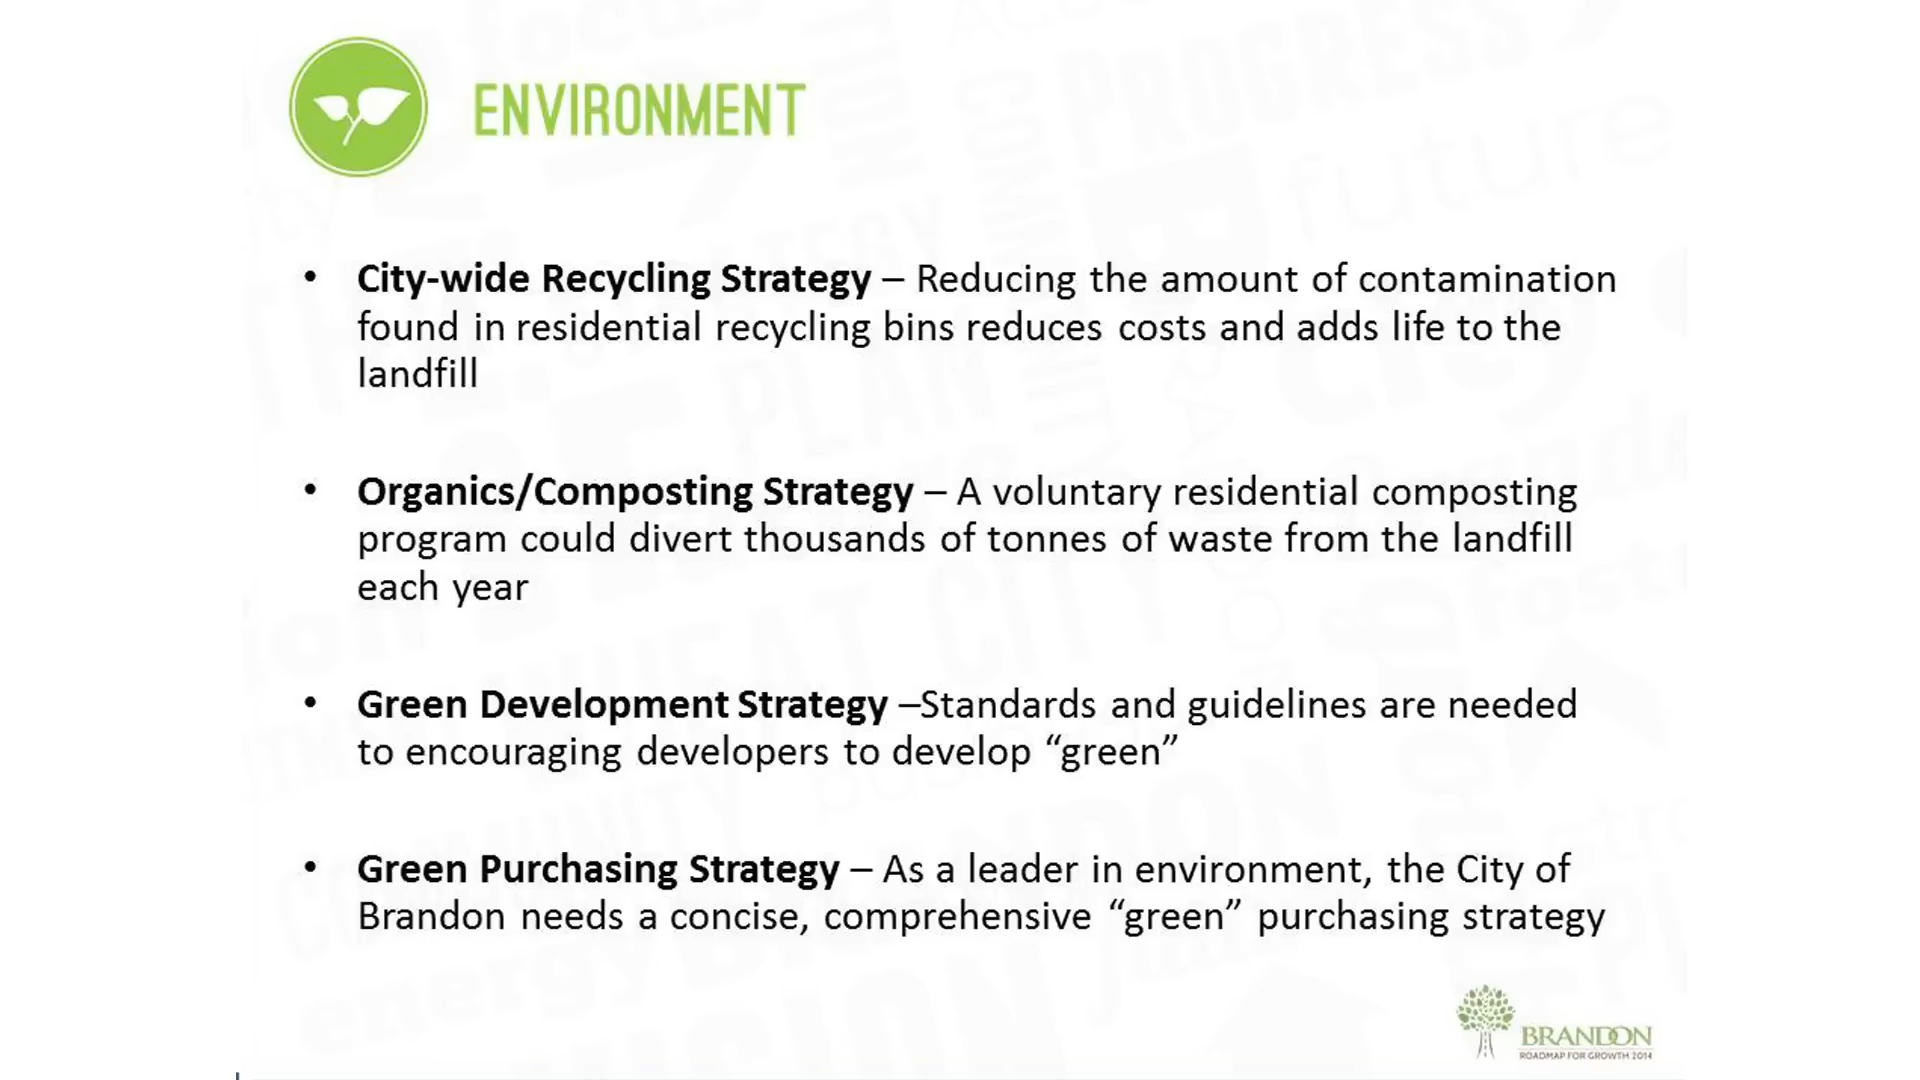 ENVIRONMENT
• City-wide Recycling Strategy – Reducing the amount of contamination
found in residential recycling bins reduces costs and adds life to the
landfill
• Organics/Composting Strategy – A voluntary residential composting
program could divert thousands of tonnes of waste from the landfill
each year
• Green Development Strategy –Standards and guidelines are needed
to encouraging developers to develop “green”
• Green Purchasing Strategy – As a leader in environment, the City of
Brandon needs a concise, comprehensive “green” purchasing strategy
BRANDON
ROADMAP FOR GROWTH 2014